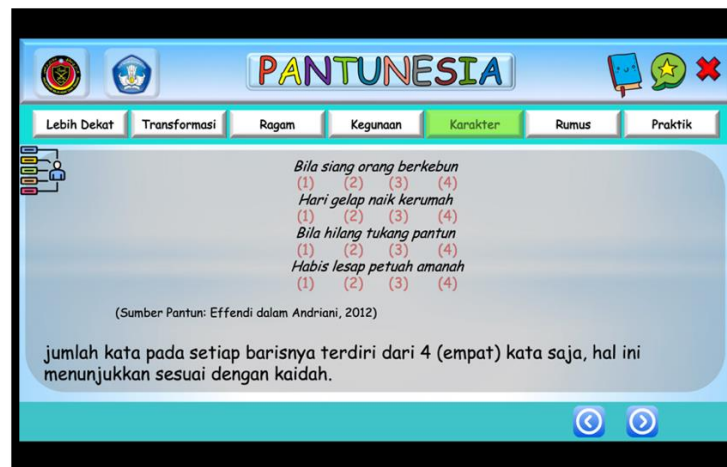 PANTUNESIA
Lebih Dekat Transformasi Ragam Kegunaan Karakter Rumus Praktik
Bila siang orang berkebun
(1) (2) (3) (4)
Hari gelap naik kerumah
(1) (2) (3) (4)
Bila hilang tukang pantun
(1) (2) (3) (4)
Habis lesap petuah amanah
(1) (2) (3) (4)
(Sumber Pantun: Effendi dalam Andriani, 2012)
jumlah kata pada setiap barisnya terdiri dari 4 (empat) kata saja, hal ini
menunjukkan sesuai dengan kaidah.